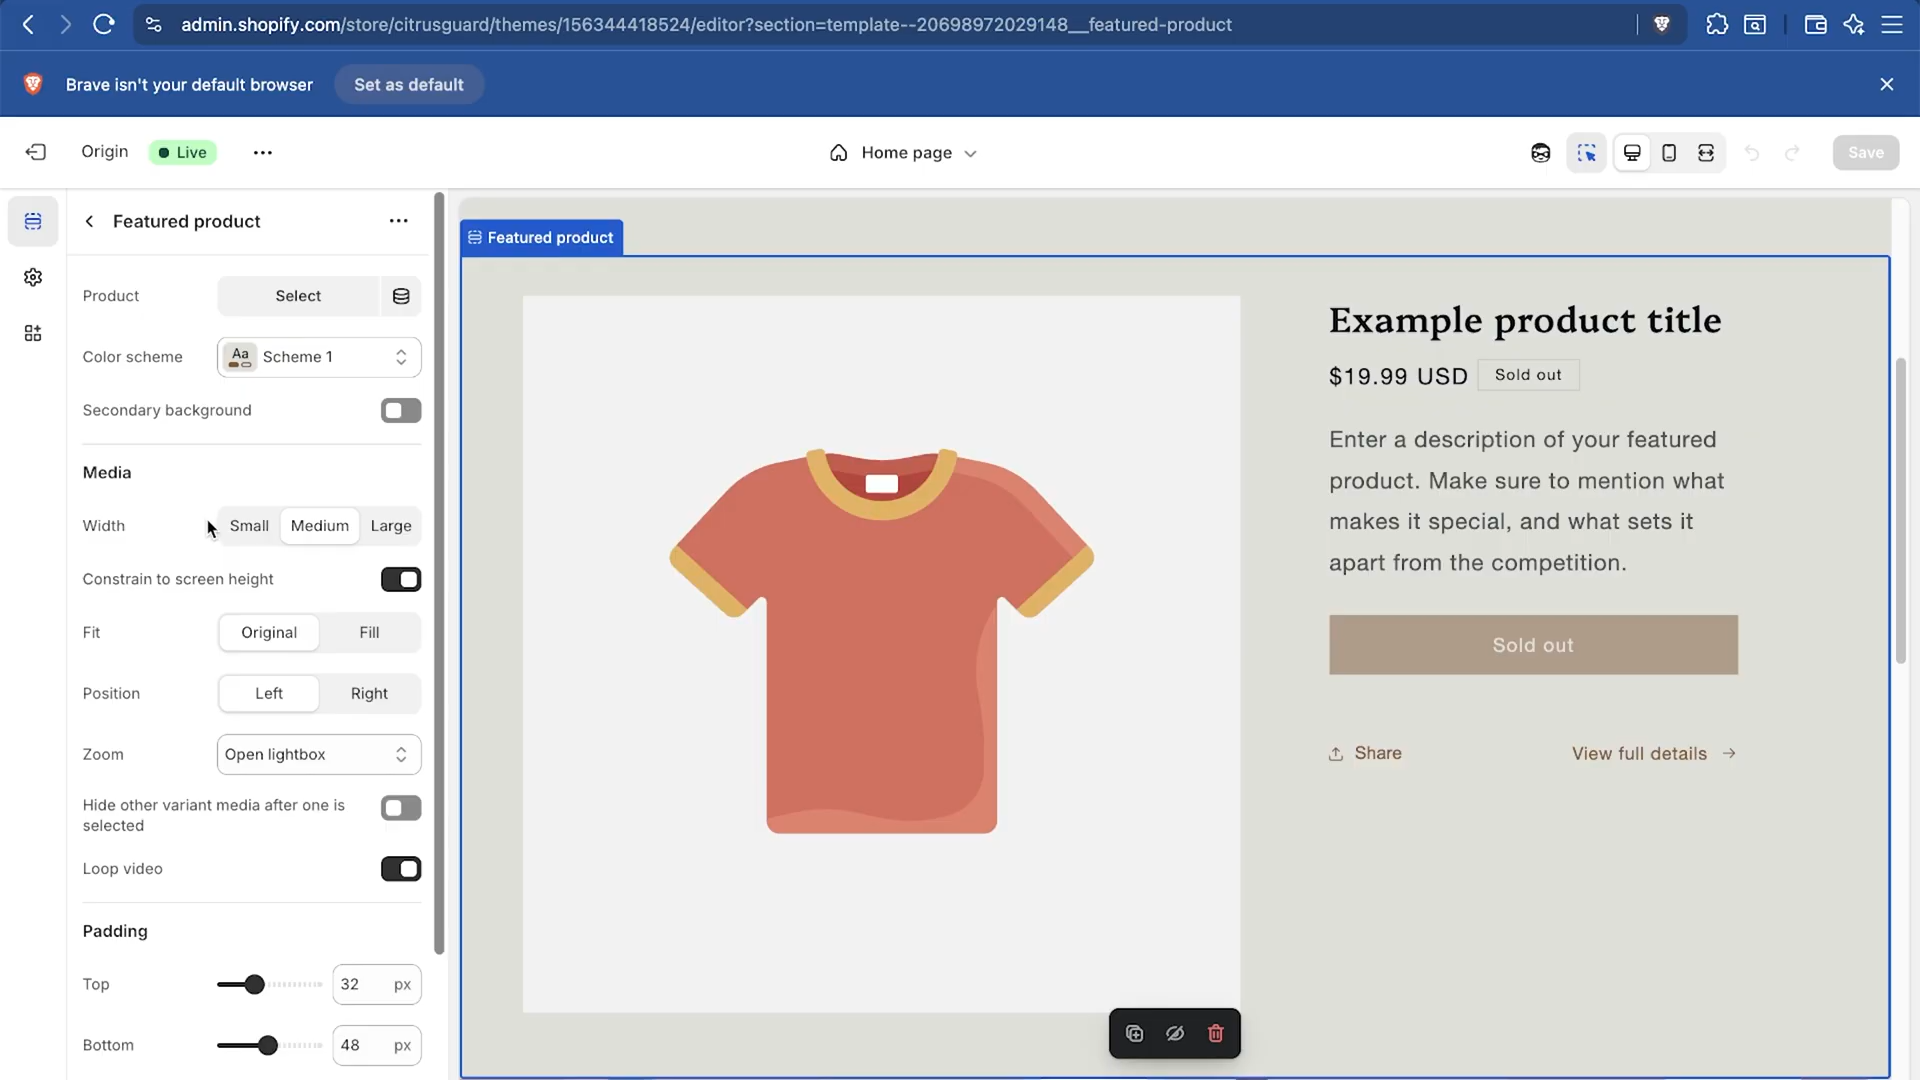 admin.shopify.com/store/citrusguard/themes/156344418524/editor?section=template--20698972029148__featured-product
Brave isn't your default browser
Set as default
Origin
Live
Home page
Save
Featured product
Product
Select
Color scheme
Aa
Scheme 1
Secondary background
Media
Width
Small
Medium
Large
Constrain to screen height
Fit
Original
Fill
Position
Left
Right
Zoom
Open lightbox
Hide other variant media after one is
selected
Loop video
Padding
Top
32
px
Bottom
48
px
Featured product
Example product title
$19.99 USD
Sold out
Enter a description of your featured
product. Make sure to mention what
makes it special, and what sets it
apart from the competition.
Sold out
Share
View full details